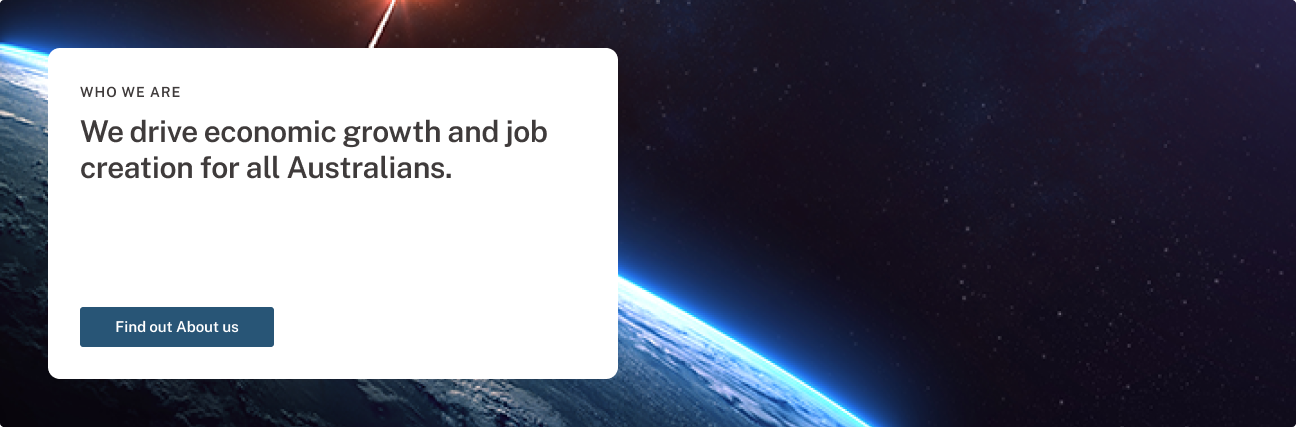 WHO WE ARE
We drive economic growth and job
creation for all Australians.
Find out About us